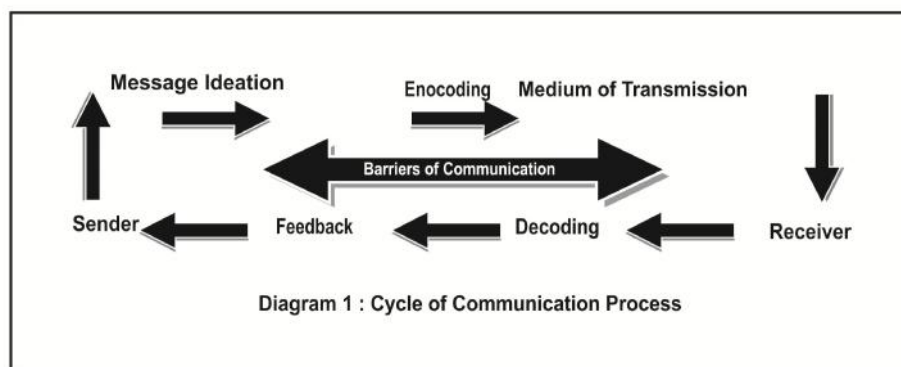 Message Ideation
Enocoding
Medium of Transmission
Barriers of Communication
Sender
Feedback
Decoding
Receiver
Diagram 1 : Cycle of Communication Process